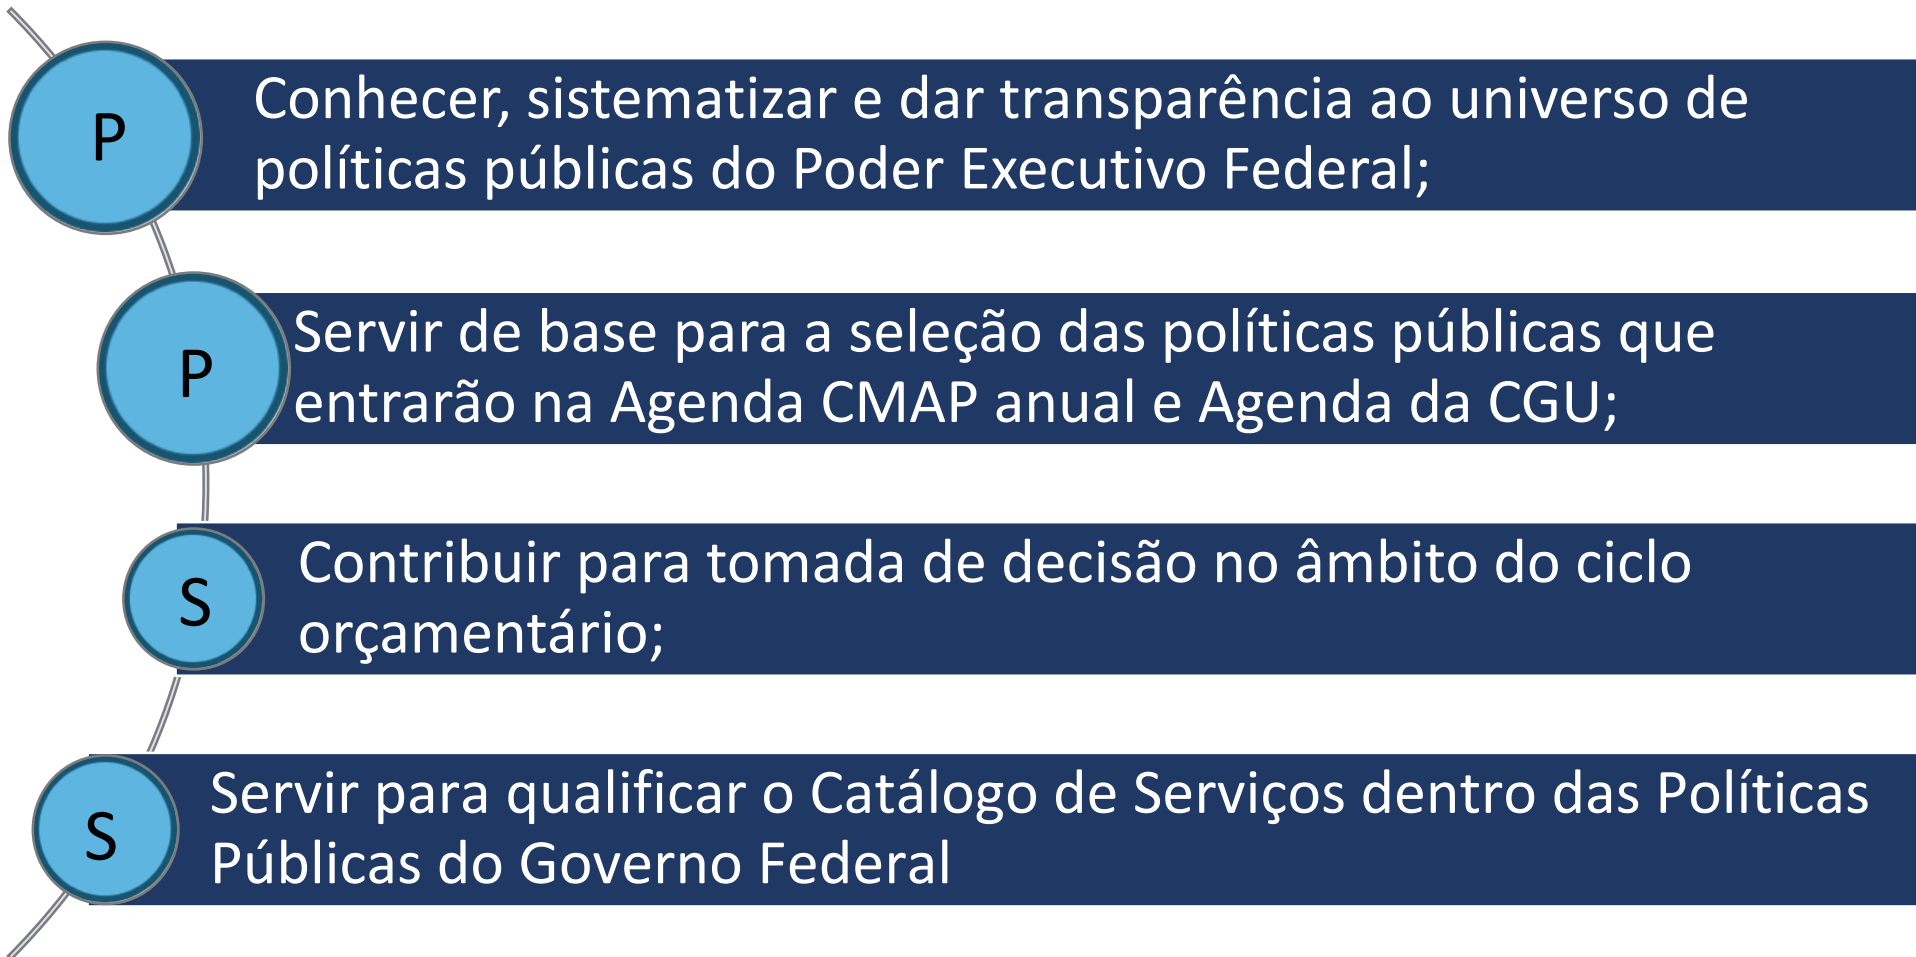 P
Conhecer, sistematizar e dar transparência ao universo de
políticas públicas do Poder Executivo Federal;
P
Servir de base para a seleção das políticas públicas que
entrarão na Agenda CMAP anual e Agenda da CGU;
S
Contribuir para tomada de decisão no âmbito do ciclo
orçamentário;
S
Servir para qualificar o Catálogo de Serviços dentro das Políticas
Públicas do Governo Federal